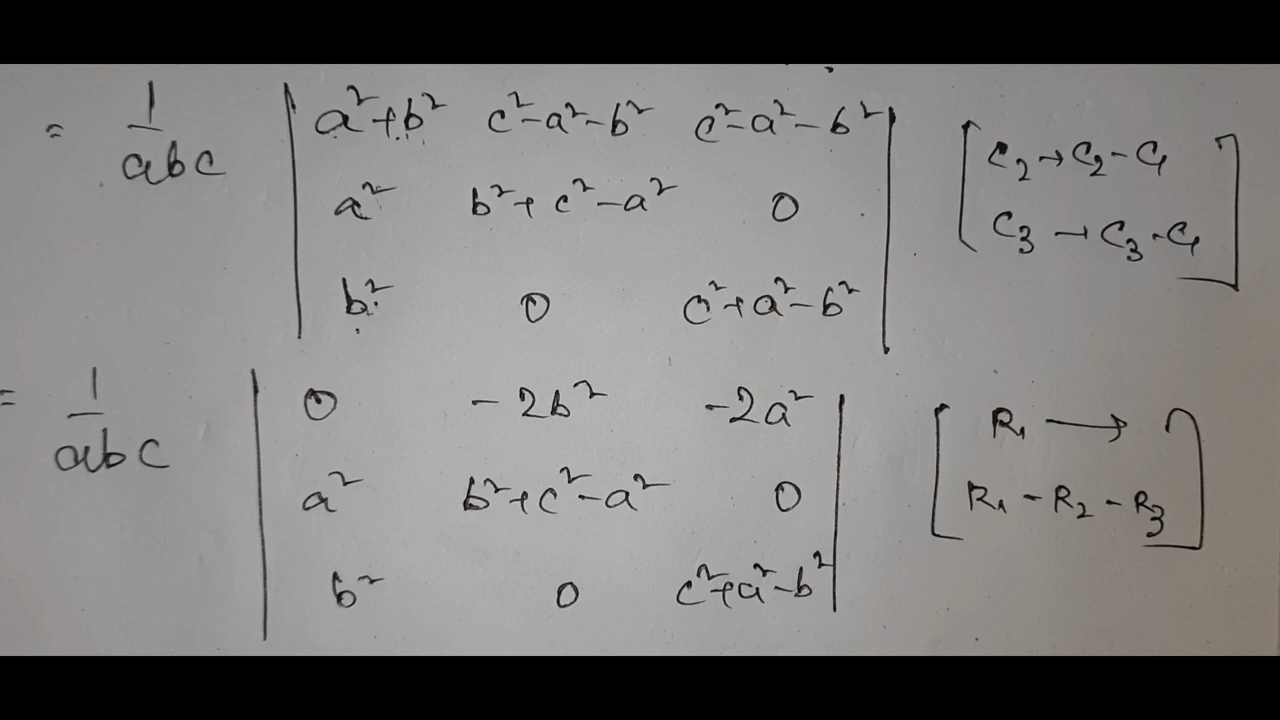 = 1/abc | a²+b² c²-a²-b² c²-a²-b² | [ C₂→C₂-C₁
a² b²+c²-a² 0 C₃→C₃-C₁ ]
b² 0 c²+a²-b²
= 1/abc | 0 -2b² -2a² | [ R₁ →
a² b²+c²-a² 0 R₁-R₂-R₃ ]
b² 0 c²+a²-b²